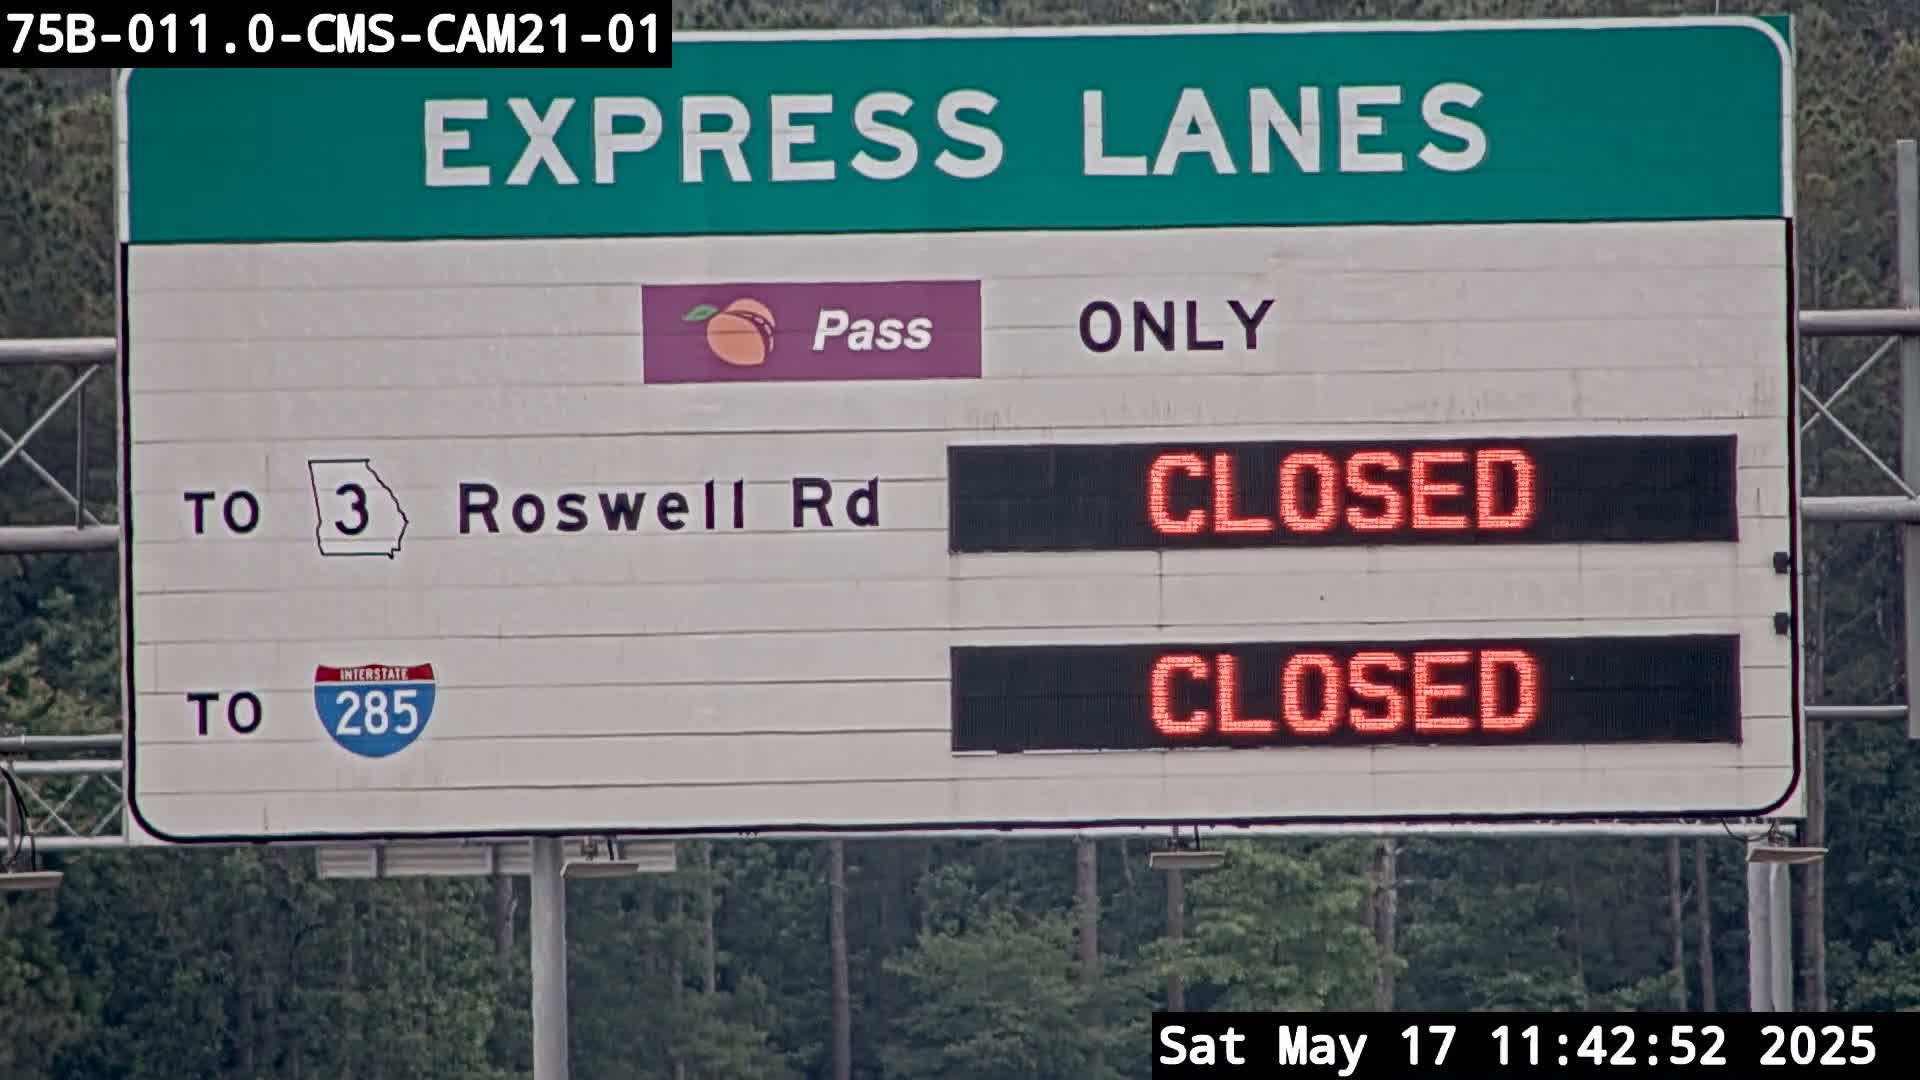 75B-011.0-CMS-CAM21-01
EXPRESS LANES
Pass ONLY
TO 3 Roswell Rd CLOSED
INTERSTATE
TO 285 CLOSED
Sat May 17 11:42:52 2025